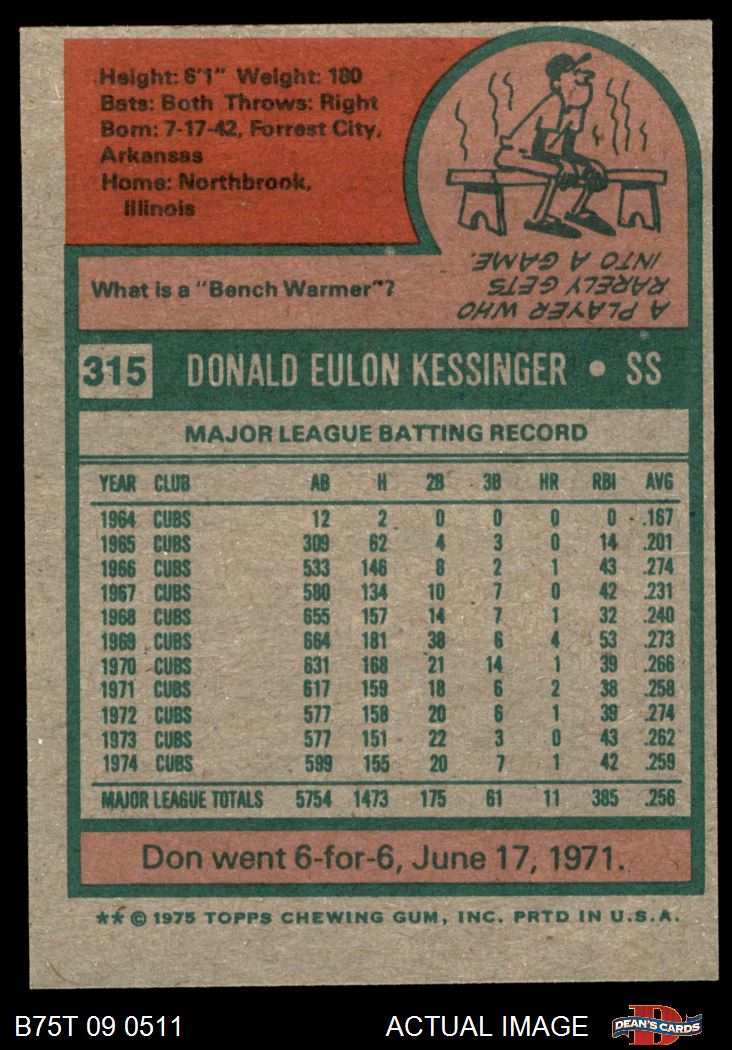 Height: 6'1" Weight: 180
Bats: Both Throws: Right
Born: 7-17-42, Forrest City,
Arkansas
Home: Northbrook,
Illinois
What is a "Bench Warmer"?
A PLAYER WHO
RARELY GETS
INTO A GAME.
315 DONALD EULON KESSINGER • SS
MAJOR LEAGUE BATTING RECORD
YEAR CLUB AB H 2B 3B HR RBI AVG
1964 CUBS 12 2 0 0 0 0 .167
1965 CUBS 309 62 4 3 0 14 .201
1966 CUBS 533 146 8 2 1 43 .274
1967 CUBS 580 134 10 7 0 42 .231
1968 CUBS 655 157 14 7 1 32 .240
1969 CUBS 664 181 38 6 4 53 .273
1970 CUBS 631 168 21 14 1 39 .266
1971 CUBS 617 159 18 6 2 38 .258
1972 CUBS 577 158 20 6 1 39 .274
1973 CUBS 577 151 22 3 0 43 .262
1974 CUBS 599 155 20 7 1 42 .259
MAJOR LEAGUE TOTALS 5754 1473 175 61 11 385 .256
Don went 6-for-6, June 17, 1971.
** © 1975 TOPPS CHEWING GUM, INC. PRTD IN U.S.A.
B75T 09 0511 ACTUAL IMAGE DEAN'S CARDS